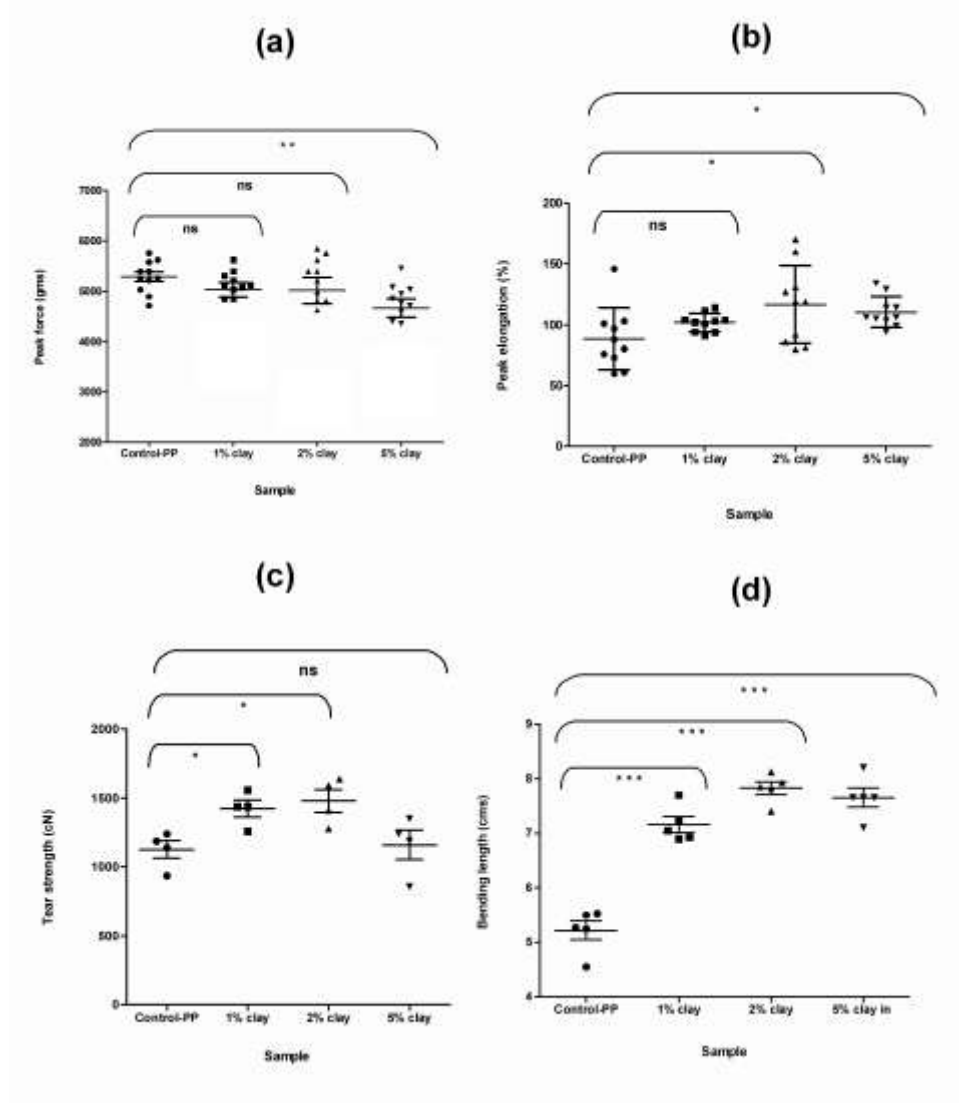 (a)
**
ns
ns
7000
6000
5000
4000
3000
2000
Peak force (gms)
Control-PP 1% clay 2% clay 5% clay
Sample
(b)
*
*
ns
200
150
100
50
0
Peak elongation (%)
Control-PP 1% clay 2% clay 5% clay
Sample
(c)
ns
*
*
2000
1500
1000
500
0
Tear strength (cN)
Control-PP 1% clay 2% clay 5% clay
Sample
(d)
***
***
***
9
8
7
6
5
4
Bending length (cms)
Control-PP 1% clay 2% clay 5% clay in
Sample